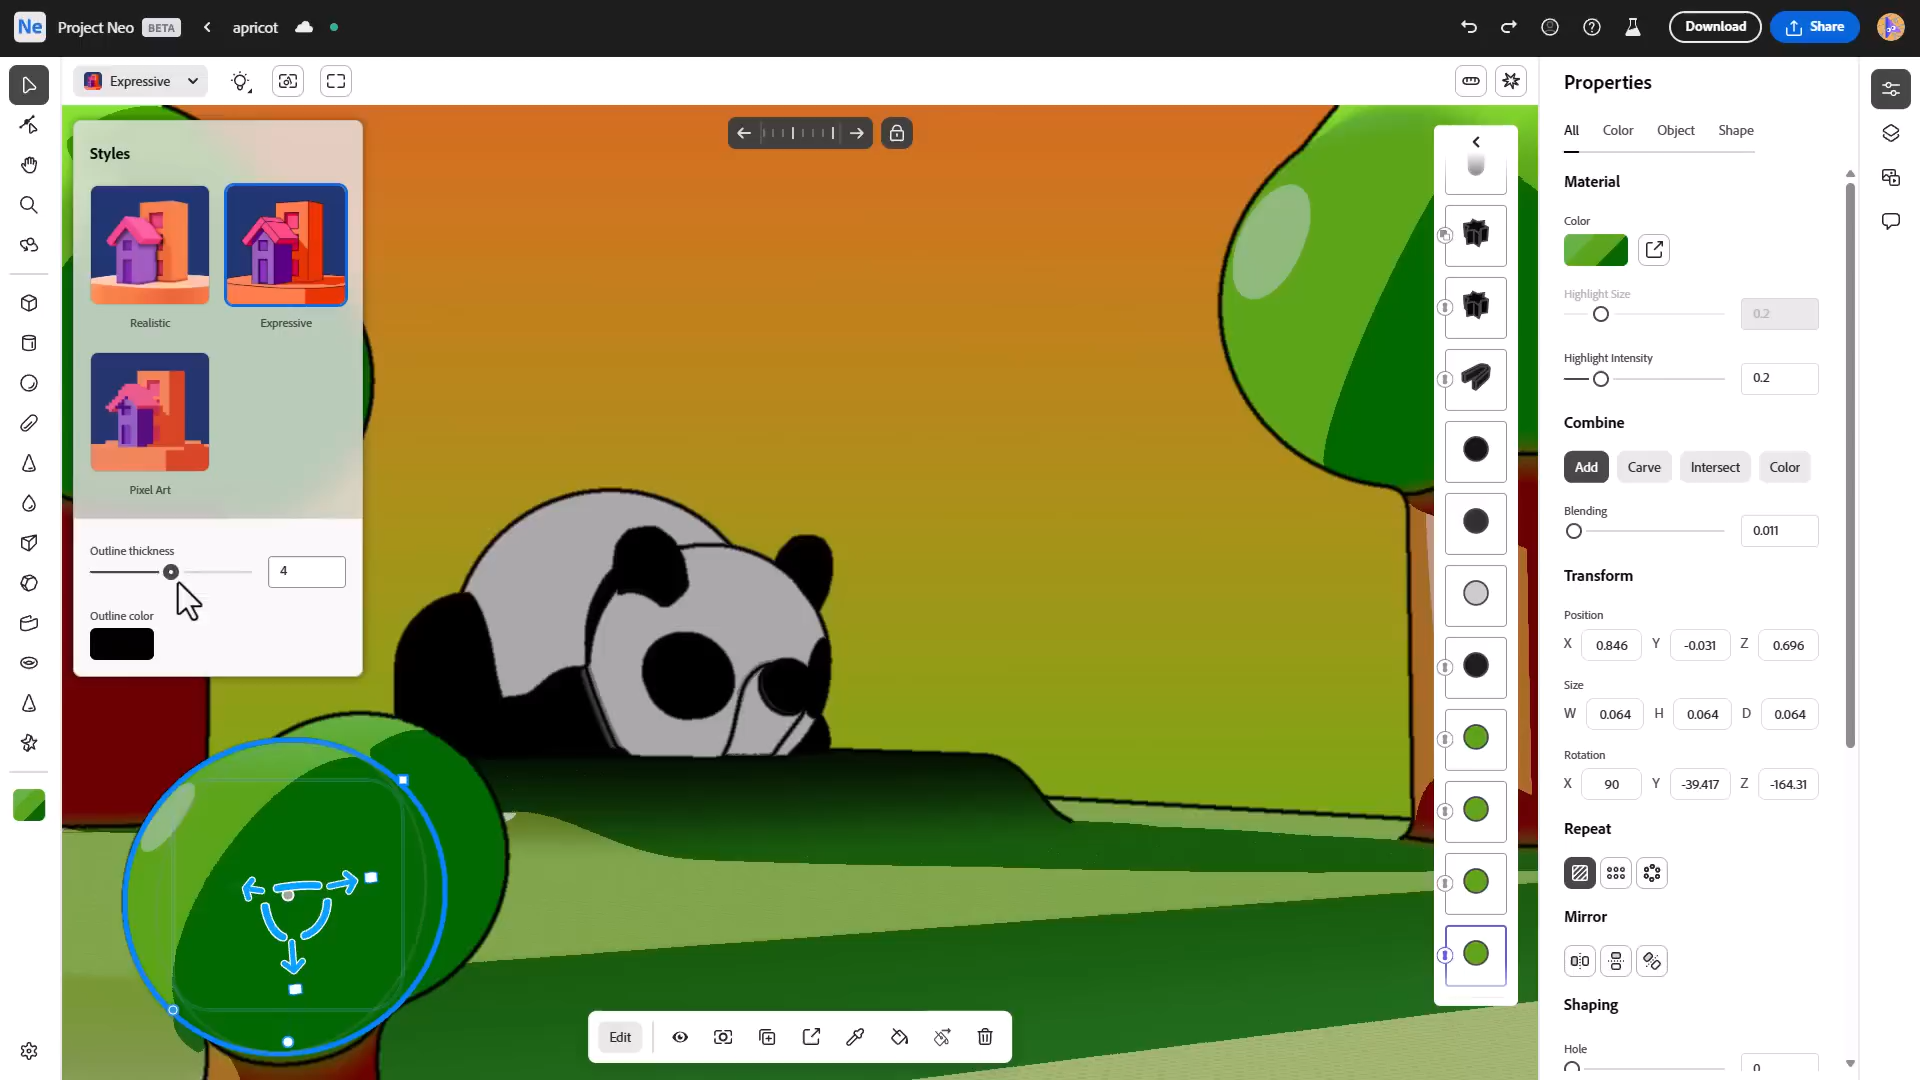 Ne Project Neo BETA apricot Download Share
Expressive
Styles
Realistic Expressive
Pixel Art
Outline thickness
4
Outline color
Edit
Properties
All Color Object Shape
Material
Color
Highlight Size
0.2
Highlight Intensity
0.2
Combine
Add Carve Intersect Color
Blending
0.011
Transform
Position
X 0.846 Y -0.031 Z 0.696
Size
W 0.064 H 0.064 D 0.064
Rotation
X 90 Y -39.417 Z -164.31
Repeat
Mirror
Shaping
Hole
0